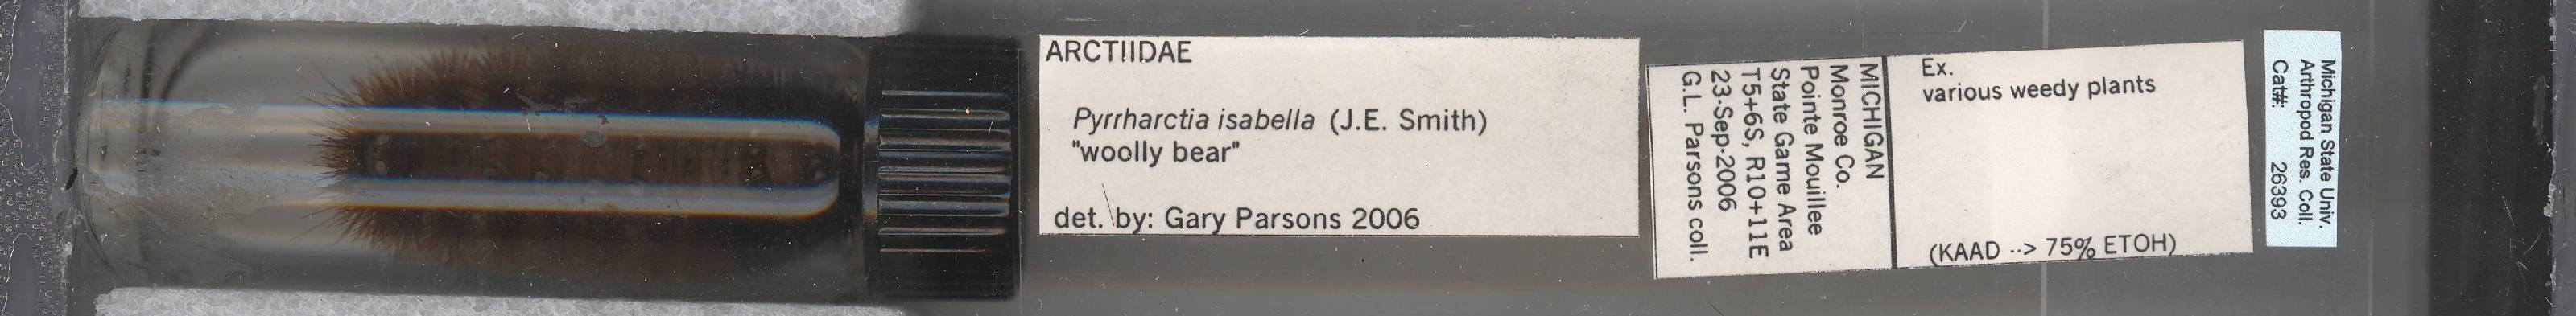 ARCTIIDAE
Pyrrharctia isabella (J.E. Smith)
"woolly bear"
det. by: Gary Parsons 2006
MICHIGAN
Monroe Co.
Pointe Mouillee
State Game Area
T5+6S, R10+11E
23-Sep-2006
G.L. Parsons coll.
Ex.
various weedy plants
(KAAD --> 75% ETOH)
Michigan State Univ.
Arthropod Res. Coll.
Cat#: 26393